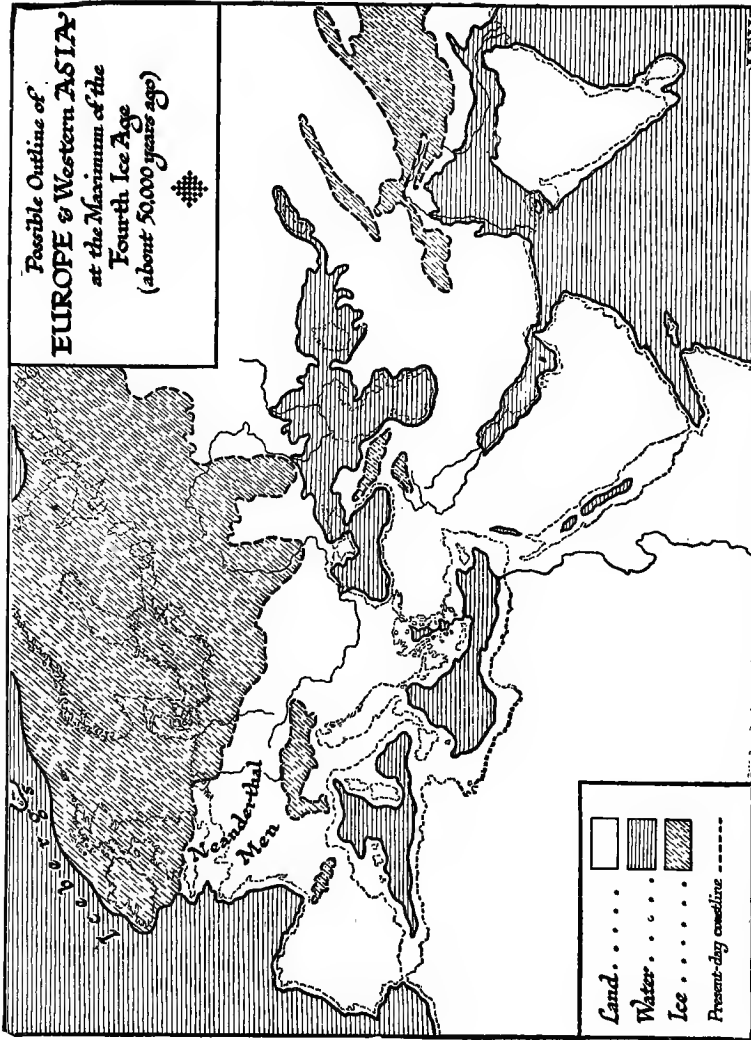 Possible Outline of
EUROPE & Western ASIA
at the Maximum of the
Fourth Ice Age
(about 50,000 years ago)
Icebergs
Neanderthal
Men
Land . . . . .
Water . . . .
Ice . . . . . .
Present-day coastline ------